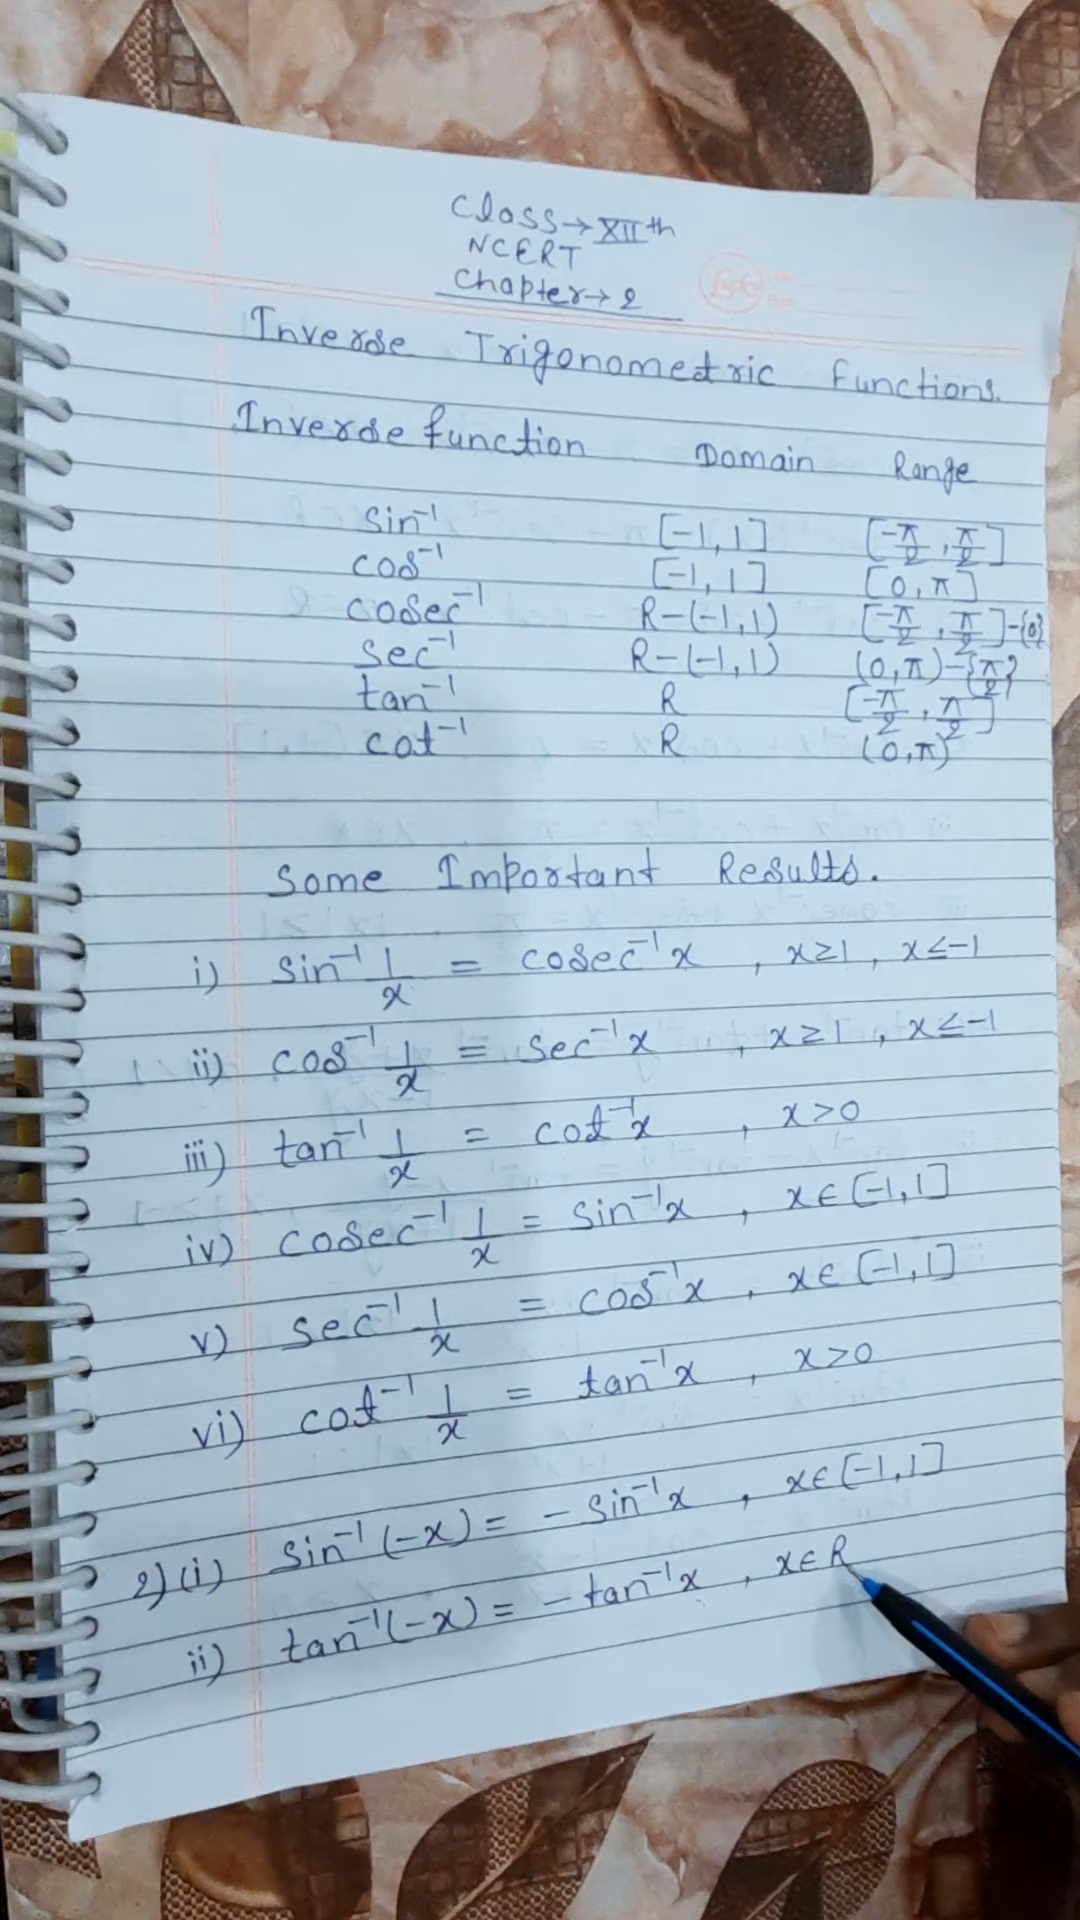 Class→XIIth
NCERT
Chapter→2
Inverse Trigonometric Functions.
Inverse function Domain Range
sin⁻¹ [-1,1] [-π/2, π/2]
cos⁻¹ [-1,1] [0,π]
cosec⁻¹ R-(-1,1) [-π/2, π/2]-{0}
sec⁻¹ R-(-1,1) (0,π)-{π/2}
tan⁻¹ R [-π/2, π/2]
cot⁻¹ R (0,π)
Some Important Results.
i) sin⁻¹ 1/x = cosec⁻¹x , x≥1, x≤-1
ii) cos⁻¹ 1/x = sec⁻¹x , x≥1, x≤-1
iii) tan⁻¹ 1/x = cot⁻¹x , x>0
iv) cosec⁻¹ 1/x = sin⁻¹x , x∈[-1,1]
v) sec⁻¹ 1/x = cos⁻¹x , x∈[-1,1]
vi) cot⁻¹ 1/x = tan⁻¹x , x>0
2)(i) sin⁻¹(-x) = -sin⁻¹x , x∈[-1,1]
ii) tan⁻¹(-x) = -tan⁻¹x , x∈R